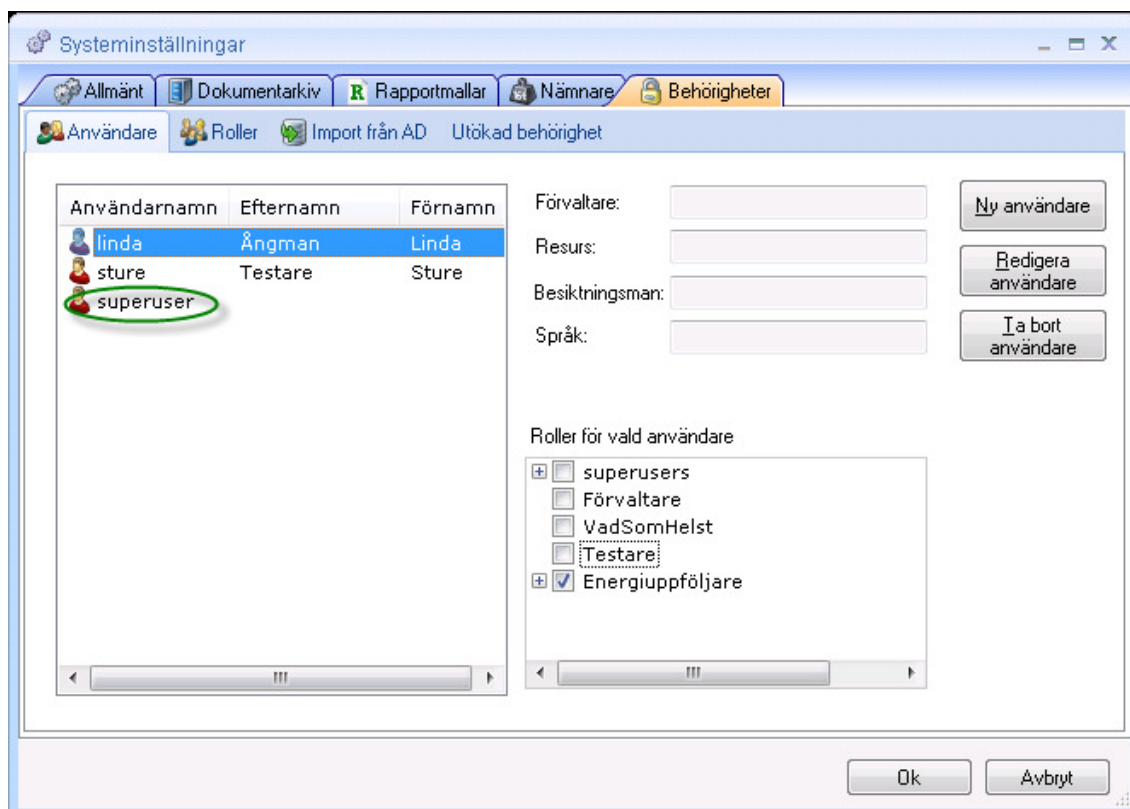 Systeminställningar
Allmänt Dokumentarkiv Rapportmallar Nämnare Behörigheter
Användare Roller Import från AD Utökad behörighet
Användarnamn Efternamn Förnamn
linda Ångman Linda
sture Testare Sture
superuser
Förvaltare:
Resurs:
Besiktningsman:
Språk:
Ny användare
Redigera
användare
Ta bort
användare
Roller för vald användare
superusers
Förvaltare
VadSomHelst
Testare
Energiuppföljare
Ok Avbryt